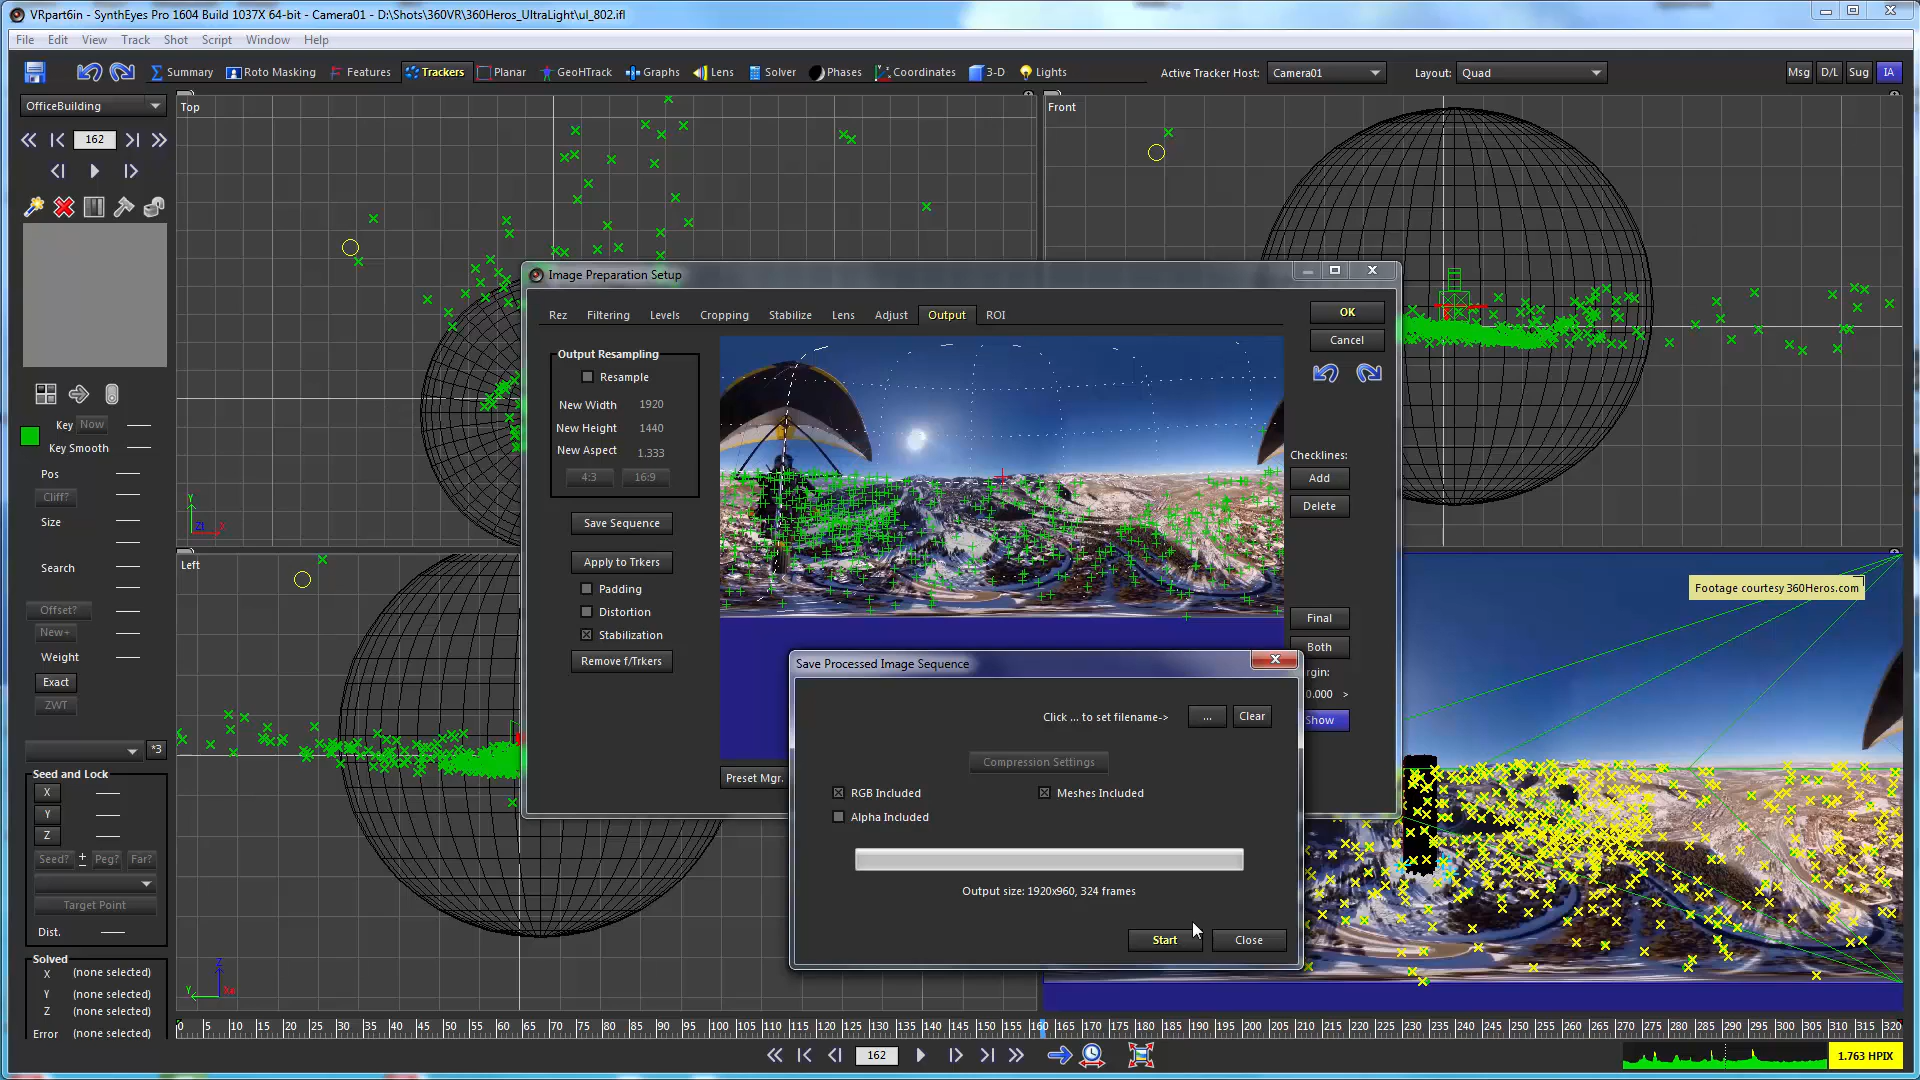 VRpart6in - SynthEyes Pro 1604 Build 1037X 64-bit - Camera01 - D:\Shots\360VR\360Heros_UltraLight\ul_802.ifl
File Edit View Track Shot Script Window Help
Summary Roto Masking Features Trackers Planar GeoHTrack Graphs Lens Solver Phases Coordinates 3-D Lights Active Tracker Host: Camera01 Layout: Quad Msg D/L Sug IA
OfficeBuilding
162
Key Now
Key Smooth
Pos
Cliff?
Size
Search
Offset?
New+
Weight
Exact
ZWT
*3
Seed and Lock
X
Y
Z
Seed? + Peg? Far?
Target Point
Dist.
Solved
X (none selected)
Y (none selected)
Z (none selected)
Error (none selected)
Top
Front
Left
Image Preparation Setup
Rez Filtering Levels Cropping Stabilize Lens Adjust Output ROI
Output Resampling
Resample
New Width 1920
New Height 1440
New Aspect 1.333
4:3 16:9
Save Sequence
Apply to Trkers
Padding
Distortion
Stabilization
Remove f/Trkers
Preset Mgr.
OK
Cancel
Checklines:
Add
Delete
Final
Both
rgin:
0.000 >
Show
Save Processed Image Sequence
Click ... to set filename-> ... Clear
Compression Settings
RGB Included Meshes Included
Alpha Included
Output size: 1920x960, 324 frames
Start Close
Footage courtesy 360Heros.com
0 5 10 15 20 25 30 35 40 45 50 55 60 65 70 75 80 85 90 95 100 105 110 115 120 125 130 135 140 145 150 155 160 165 170 175 180 185 190 195 200 205 210 215 220 225 230 235 240 245 250 255 260 265 270 275 280 285 290 295 300 305 310 315 320
162
1.763 HPIX